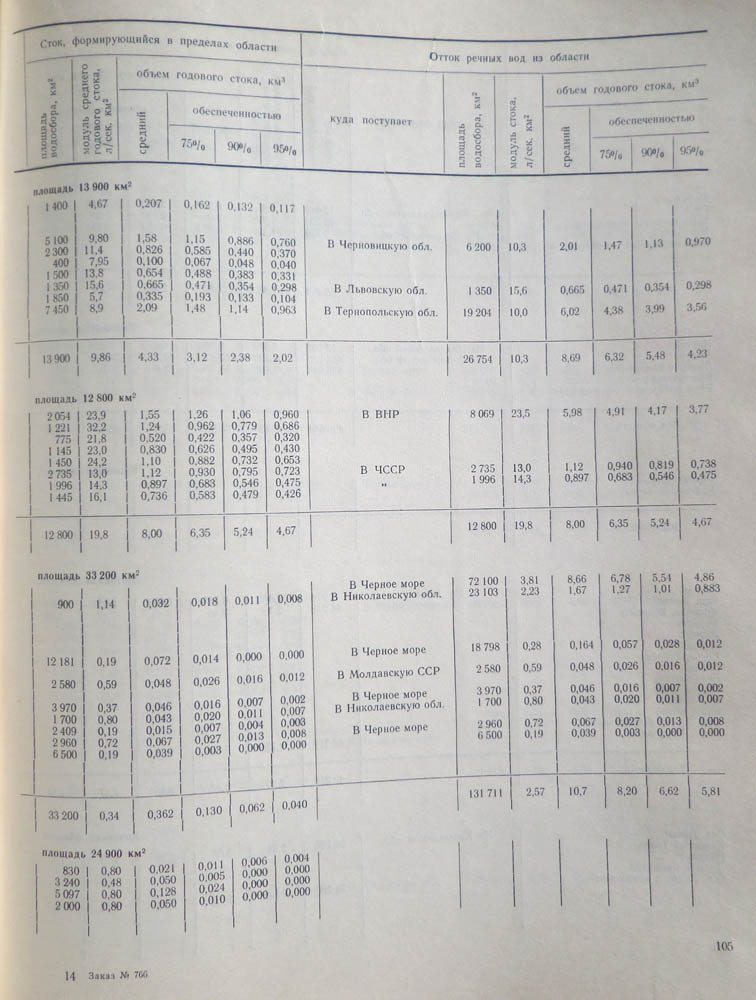 Сток, формирующийся в пределах области
Отток речных вод из области
площадь водосбора, км²
модуль среднего годового стока, л/сек. км²
объем годового стока, км³
куда поступает
площадь водосбора, км²
модуль стока, л/сек. км²
объем годового стока, км³
средний
обеспеченностью
средний
обеспеченностью
75% 90% 95%
75% 90% 95%
площадь 13 900 км²
1 400 4,67 0,207 0,162 0,132 0,117
5 100 9,80 1,58 1,15 0,886 0,760 В Черновицкую обл. 6 200 10,3 2,01 1,47 1,13 0,970
2 300 11,4 0,826 0,585 0,440 0,370
400 7,95 0,100 0,067 0,048 0,040
1 500 13,8 0,654 0,488 0,383 0,331
1 350 15,6 0,665 0,471 0,354 0,298 В Львовскую обл. 1 350 15,6 0,665 0,471 0,354 0,298
1 850 5,7 0,335 0,193 0,133 0,104
7 450 8,9 2,09 1,48 1,14 0,963 В Тернопольскую обл. 19 204 10,0 6,02 4,38 3,99 3,56
13 900 9,86 4,33 3,12 2,38 2,02 26 754 10,3 8,69 6,32 5,48 4,23
площадь 12 800 км²
2 054 23,9 1,55 1,26 1,06 0,960 В ВНР 8 069 23,5 5,98 4,91 4,17 3,77
1 221 32,2 1,24 0,962 0,779 0,686
775 21,8 0,520 0,422 0,357 0,320
1 145 23,0 0,830 0,626 0,495 0,430
1 450 24,2 1,10 0,882 0,732 0,653
2 735 13,0 1,12 0,930 0,795 0,723 В ЧССР 2 735 13,0 1,12 0,940 0,819 0,738
1 996 14,3 0,897 0,683 0,546 0,475 „ 1 996 14,3 0,897 0,683 0,546 0,475
1 445 16,1 0,736 0,583 0,479 0,426
12 800 19,8 8,00 6,35 5,24 4,67 12 800 19,8 8,00 6,35 5,24 4,67
площадь 33 200 км²
В Черное море 72 100 3,81 8,66 6,78 5,54 4,86
900 1,14 0,032 0,018 0,011 0,008 В Николаевскую обл. 23 103 2,23 1,67 1,27 1,01 0,883
12 181 0,19 0,072 0,014 0,000 0,000 В Черное море 18 798 0,28 0,164 0,057 0,028 0,012
2 580 0,59 0,048 0,026 0,016 0,012 В Молдавскую ССР 2 580 0,59 0,048 0,026 0,016 0,012
3 970 0,37 0,046 0,016 0,007 0,002 В Черное море 3 970 0,37 0,046 0,016 0,007 0,002
1 700 0,80 0,043 0,020 0,011 0,007 В Николаевскую обл. 1 700 0,80 0,043 0,020 0,011 0,007
2 409 0,19 0,015 0,007 0,004 0,003
2 960 0,72 0,067 0,027 0,013 0,008 В Черное море 2 960 0,72 0,067 0,027 0,013 0,008
6 500 0,19 0,039 0,003 0,000 0,000 6 500 0,19 0,039 0,003 0,000 0,000
33 200 0,34 0,362 0,130 0,062 0,040 131 711 2,57 10,7 8,20 6,62 5,81
площадь 24 900 км²
830 0,80 0,021 0,011 0,006 0,004
3 240 0,48 0,050 0,005 0,000 0,000
5 097 0,80 0,128 0,024 0,000 0,000
2 000 0,80 0,050 0,010 0,000 0,000
105
14 Заказ № 766